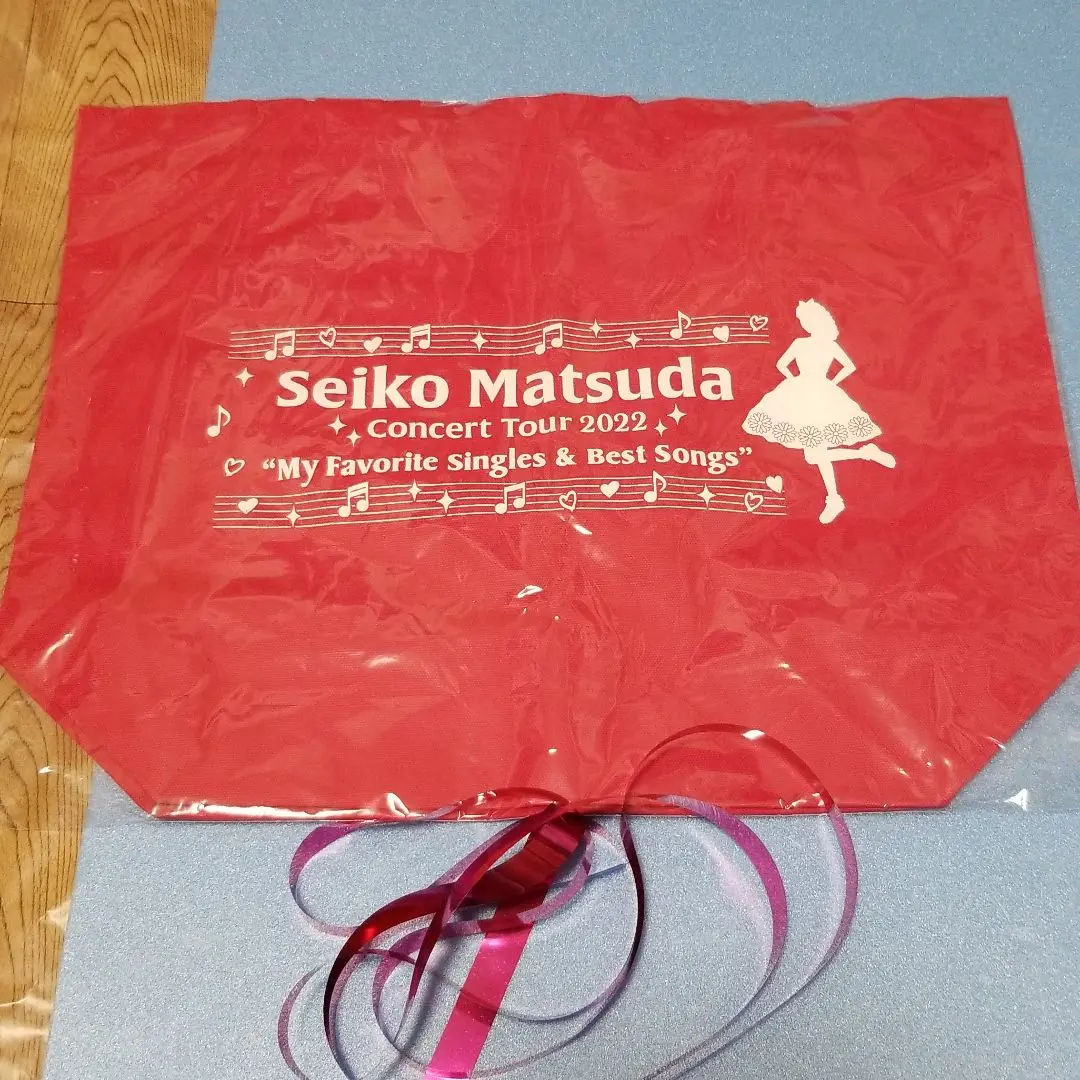 Seiko Matsuda
Concert Tour 2022
“My Favorite Singles & Best Songs”